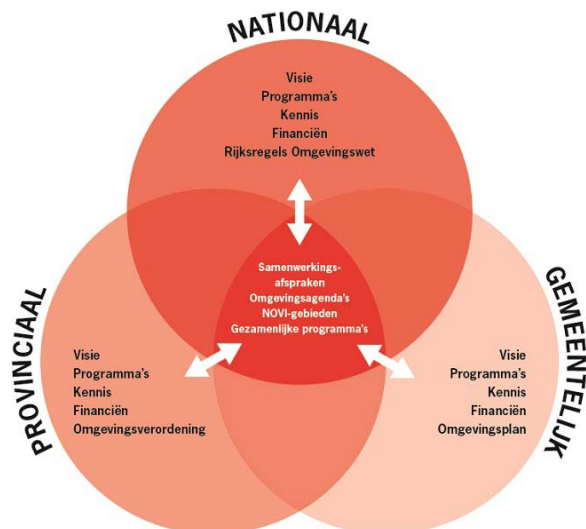 NATIONAAL
Visie
Programma's
Kennis
Financiën
Rijksregels Omgevingswet
Samenwerkings-
afspraken
Omgevingsagenda's
NOVI-gebieden
Gezamenlijke programma's
PROVINCIAAL
Visie
Programma's
Kennis
Financiën
Omgevingsverordening
GEMEENTELIJK
Visie
Programma's
Kennis
Financiën
Omgevingsplan